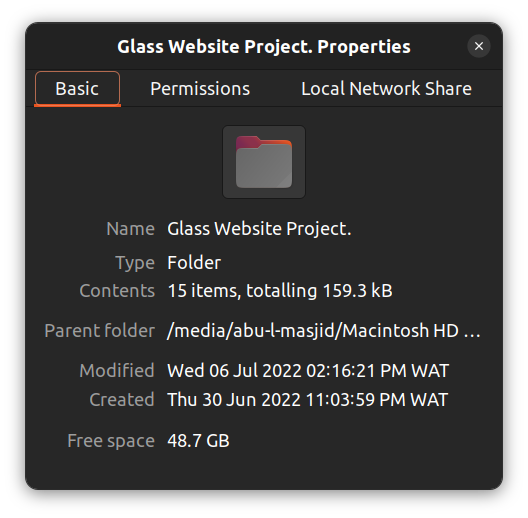 Glass Website Project. Properties
Basic Permissions Local Network Share
Name Glass Website Project.
Type Folder
Contents 15 items, totalling 159.3 kB
Parent folder /media/abu-l-masjid/Macintosh HD …
Modified Wed 06 Jul 2022 02:16:21 PM WAT
Created Thu 30 Jun 2022 11:03:59 PM WAT
Free space 48.7 GB